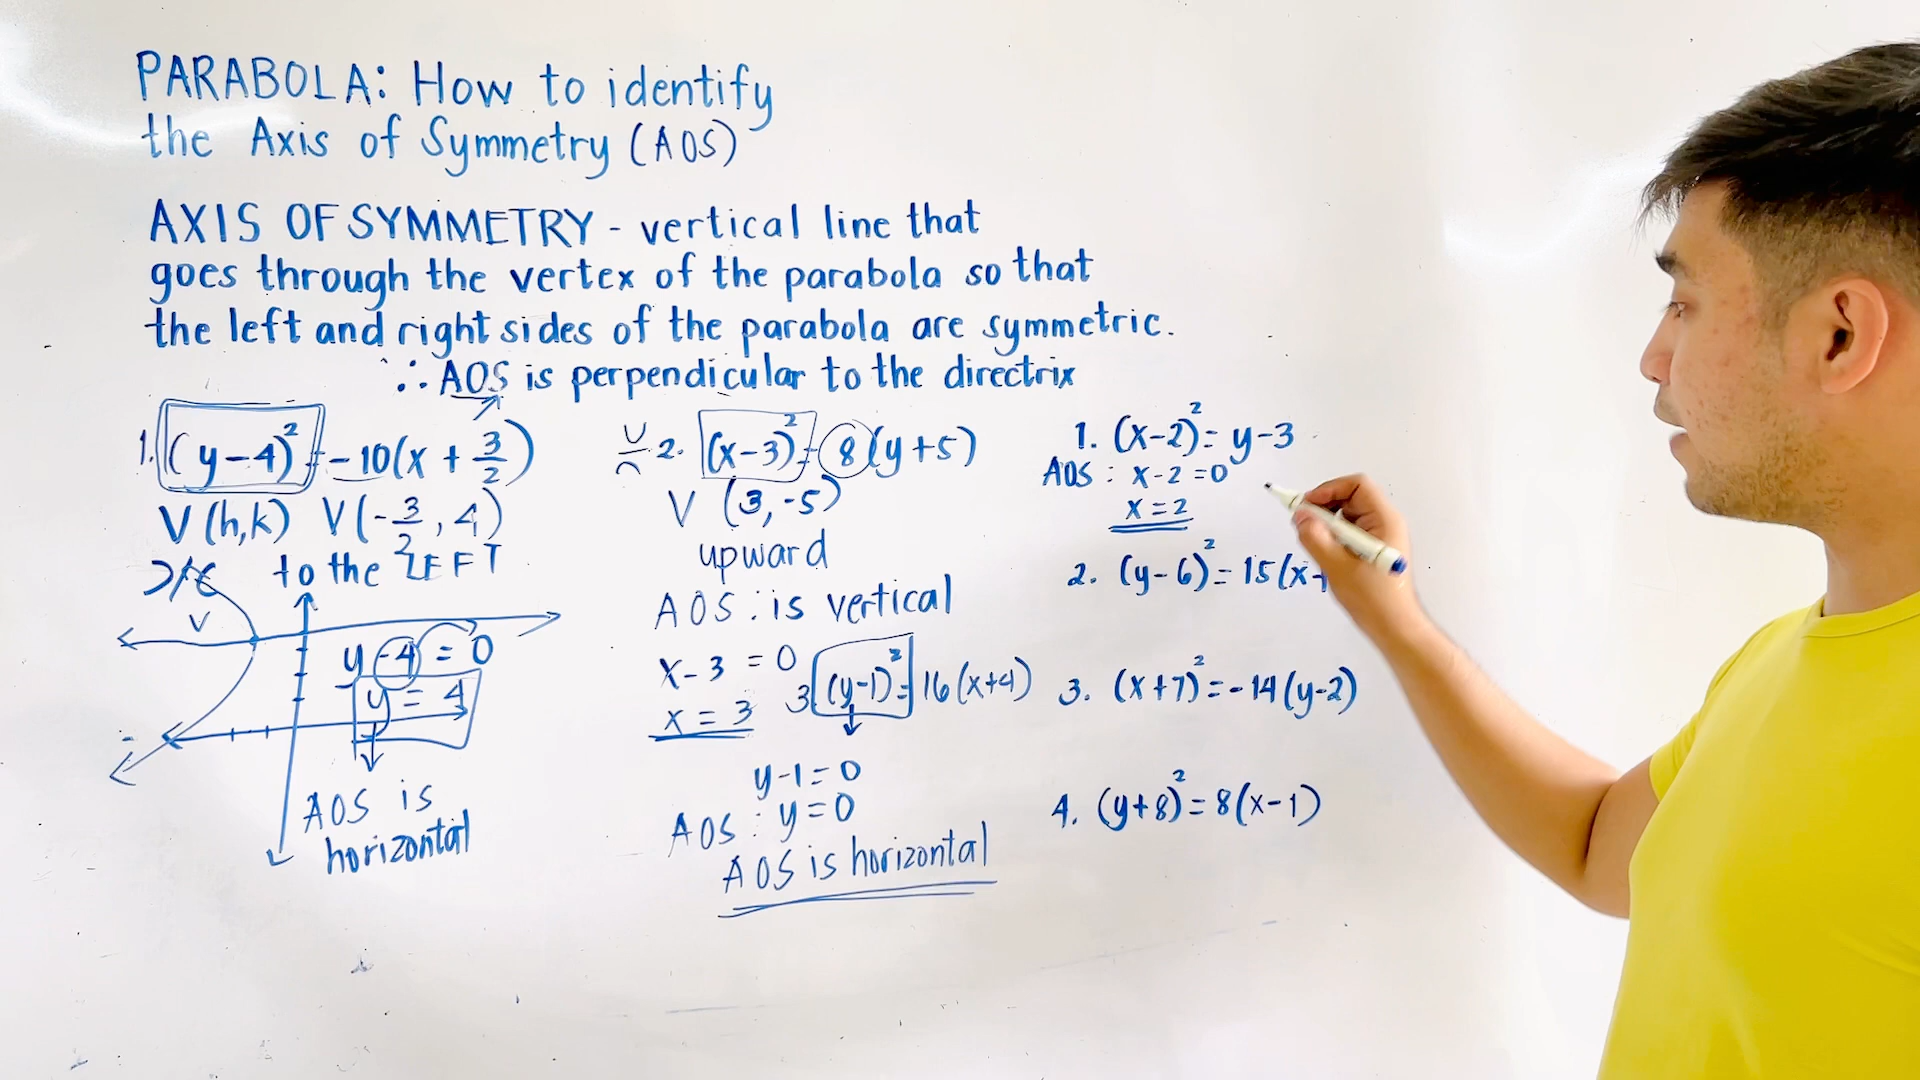 PARABOLA: How to identify
the Axis of Symmetry (AOS)
AXIS OF SYMMETRY - vertical line that
goes through the vertex of the parabola so that
the left and right sides of the parabola are symmetric.
∴ AOS is perpendicular to the directrix
1. (y-4)² = -10(x + 3/2)
V(h,k) V(-3/2, 4)
to the LEFT
V
y-4 = 0
y = 4
AOS is
horizontal
2. (x-3)² = 8(y+5)
V (3,-5)
upward
AOS: is vertical
x-3 = 0
x = 3
3. (y-1)² = 16(x+4)
y-1=0
AOS: y=0
AOS is horizontal
1. (x-2)² = y-3
AOS: x-2=0
x=2
2. (y-6)² = 15(x+
3. (x+7)² = -14(y-2)
4. (y+8)² = 8(x-1)